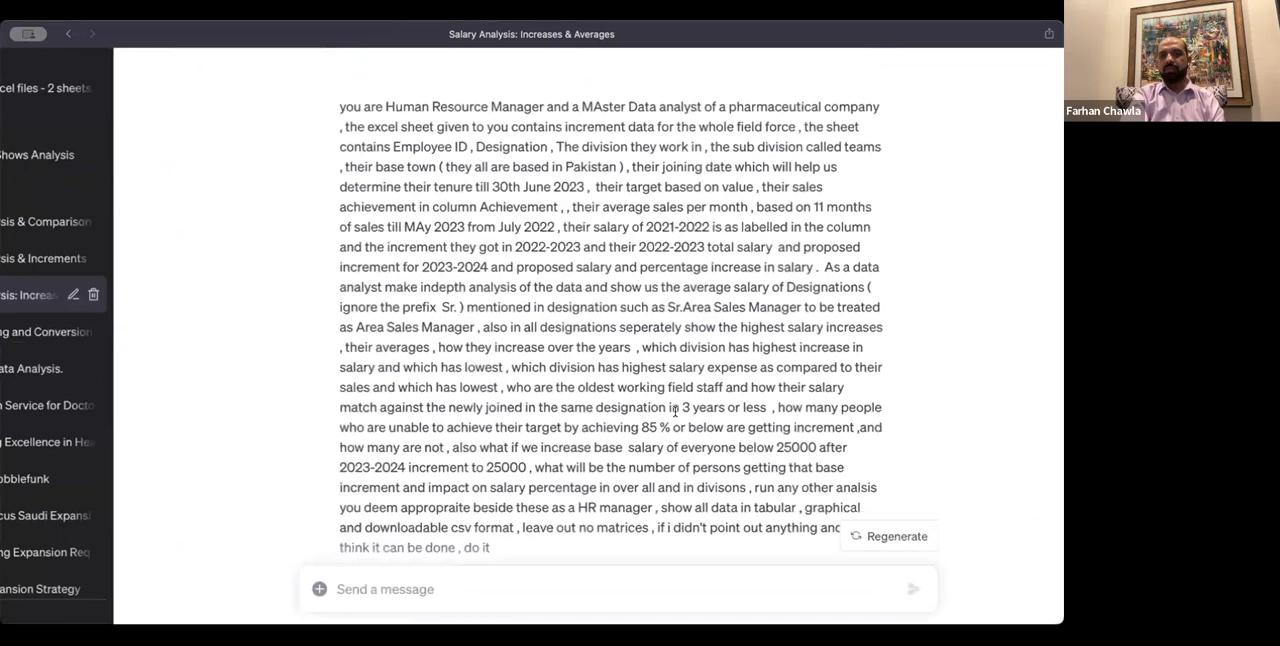 Salary Analysis: Increases & Averages
Farhan Chawla
cel files - 2 sheets
Shows Analysis
sis & Comparison
sis & Increments
sis: Increas
ng and Conversion
ata Analysis.
n Service for Docto
g Excellence in Hea
obblefunk
cus Saudi Expansi
ng Expansion Req
ansion Strategy
you are Human Resource Manager and a MAster Data analyst of a pharmaceutical company
, the excel sheet given to you contains increment data for the whole field force , the sheet
contains Employee ID , Designation , The division they work in , the sub division called teams
, their base town ( they all are based in Pakistan ) , their joining date which will help us
determine their tenure till 30th June 2023 , their target based on value , their sales
achievement in column Achievement , , their average sales per month , based on 11 months
of sales till MAy 2023 from July 2022 , their salary of 2021-2022 is as labelled in the column
and the increment they got in 2022-2023 and their 2022-2023 total salary and proposed
increment for 2023-2024 and proposed salary and percentage increase in salary . As a data
analyst make indepth analysis of the data and show us the average salary of Designations (
ignore the prefix Sr. ) mentioned in designation such as Sr.Area Sales Manager to be treated
as Area Sales Manager , also in all designations seperately show the highest salary increases
, their averages , how they increase over the years , which division has highest increase in
salary and which has lowest , which division has highest salary expense as compared to their
sales and which has lowest , who are the oldest working field staff and how their salary
match against the newly joined in the same designation in 3 years or less , how many people
who are unable to achieve their target by achieving 85 % or below are getting increment ,and
how many are not , also what if we increase base salary of everyone below 25000 after
2023-2024 increment to 25000 , what will be the number of persons getting that base
increment and impact on salary percentage in over all and in divisons , run any other analsis
you deem appropraite beside these as a HR manager , show all data in tabular , graphical
and downloadable csv format , leave out no matrices , if i didn't point out anything and
think it can be done , do it
Regenerate
Send a message